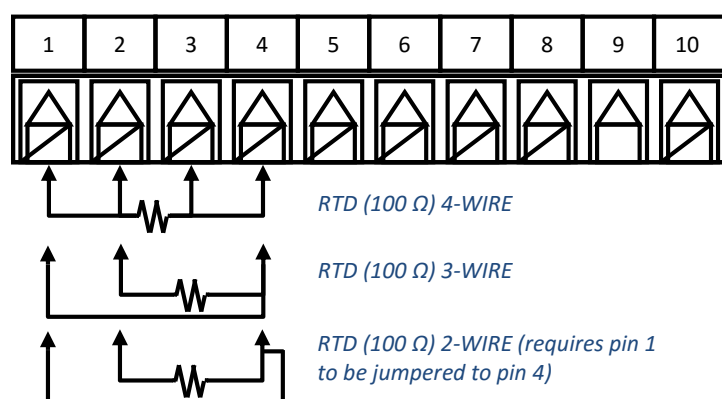 1 2 3 4 5 6 7 8 9 10
RTD (100 Ω) 4-WIRE
RTD (100 Ω) 3-WIRE
RTD (100 Ω) 2-WIRE (requires pin 1
to be jumpered to pin 4)